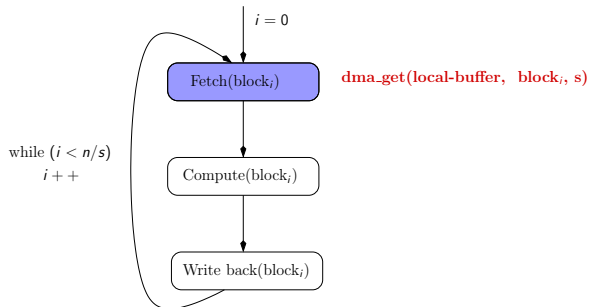 i = 0
Fetch(block_i)
dma_get(local-buffer, block_i, s)
while (i < n/s)
i + +
Compute(block_i)
Write back(block_i)